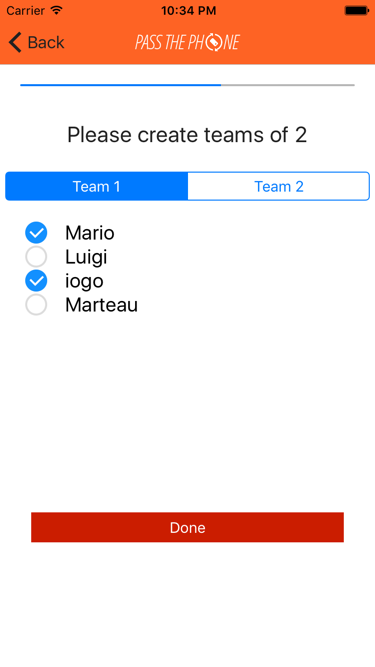 Carrier 10:34 PM
Back PASS THE PHONE
Please create teams of 2
Team 1 Team 2
Mario
Luigi
iogo
Marteau
Done